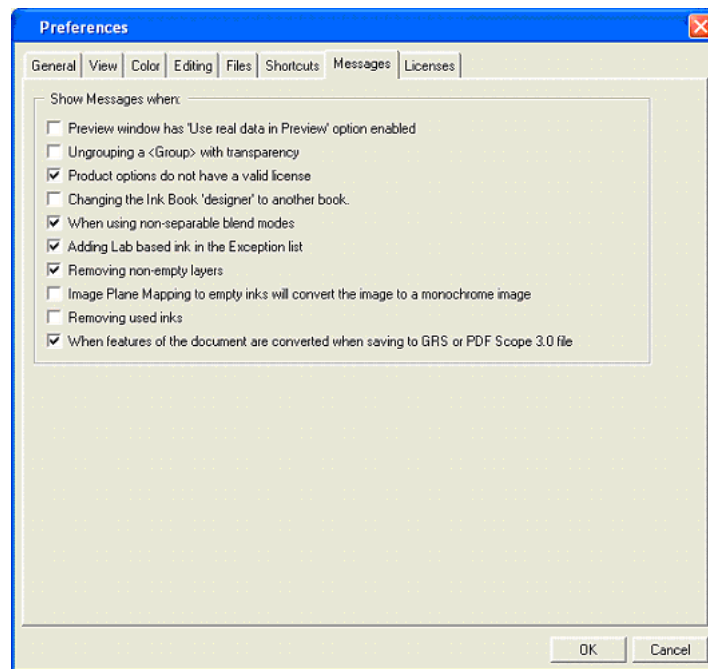 Preferences
General View Color Editing Files Shortcuts Messages Licenses
Show Messages when:
Preview window has 'Use real data in Preview' option enabled
Ungrouping a <Group> with transparency
Product options do not have a valid license
Changing the Ink Book 'designer' to another book.
When using non-separable blend modes
Adding Lab based ink in the Exception list
Removing non-empty layers
Image Plane Mapping to empty inks will convert the image to a monochrome image
Removing used inks
When features of the document are converted when saving to GRS or PDF Scope 3.0 file
OK Cancel